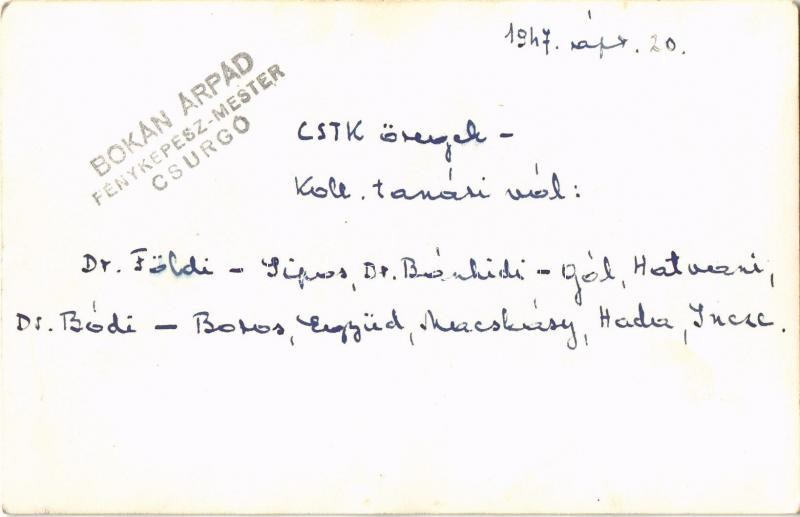 1947. ápr. 20.
BOKÁN ÁRPÁD
FÉNYKÉPÉSZ-MESTER
CSURGÓ
CSTK öregek –
Koll. tanári vál:
Dr. Földi – Sipos, Dr. Bánhidi – Gál, Hatvani,
Dr. Bódi – Boros, Együd, Macskásy, Hada, Incze.